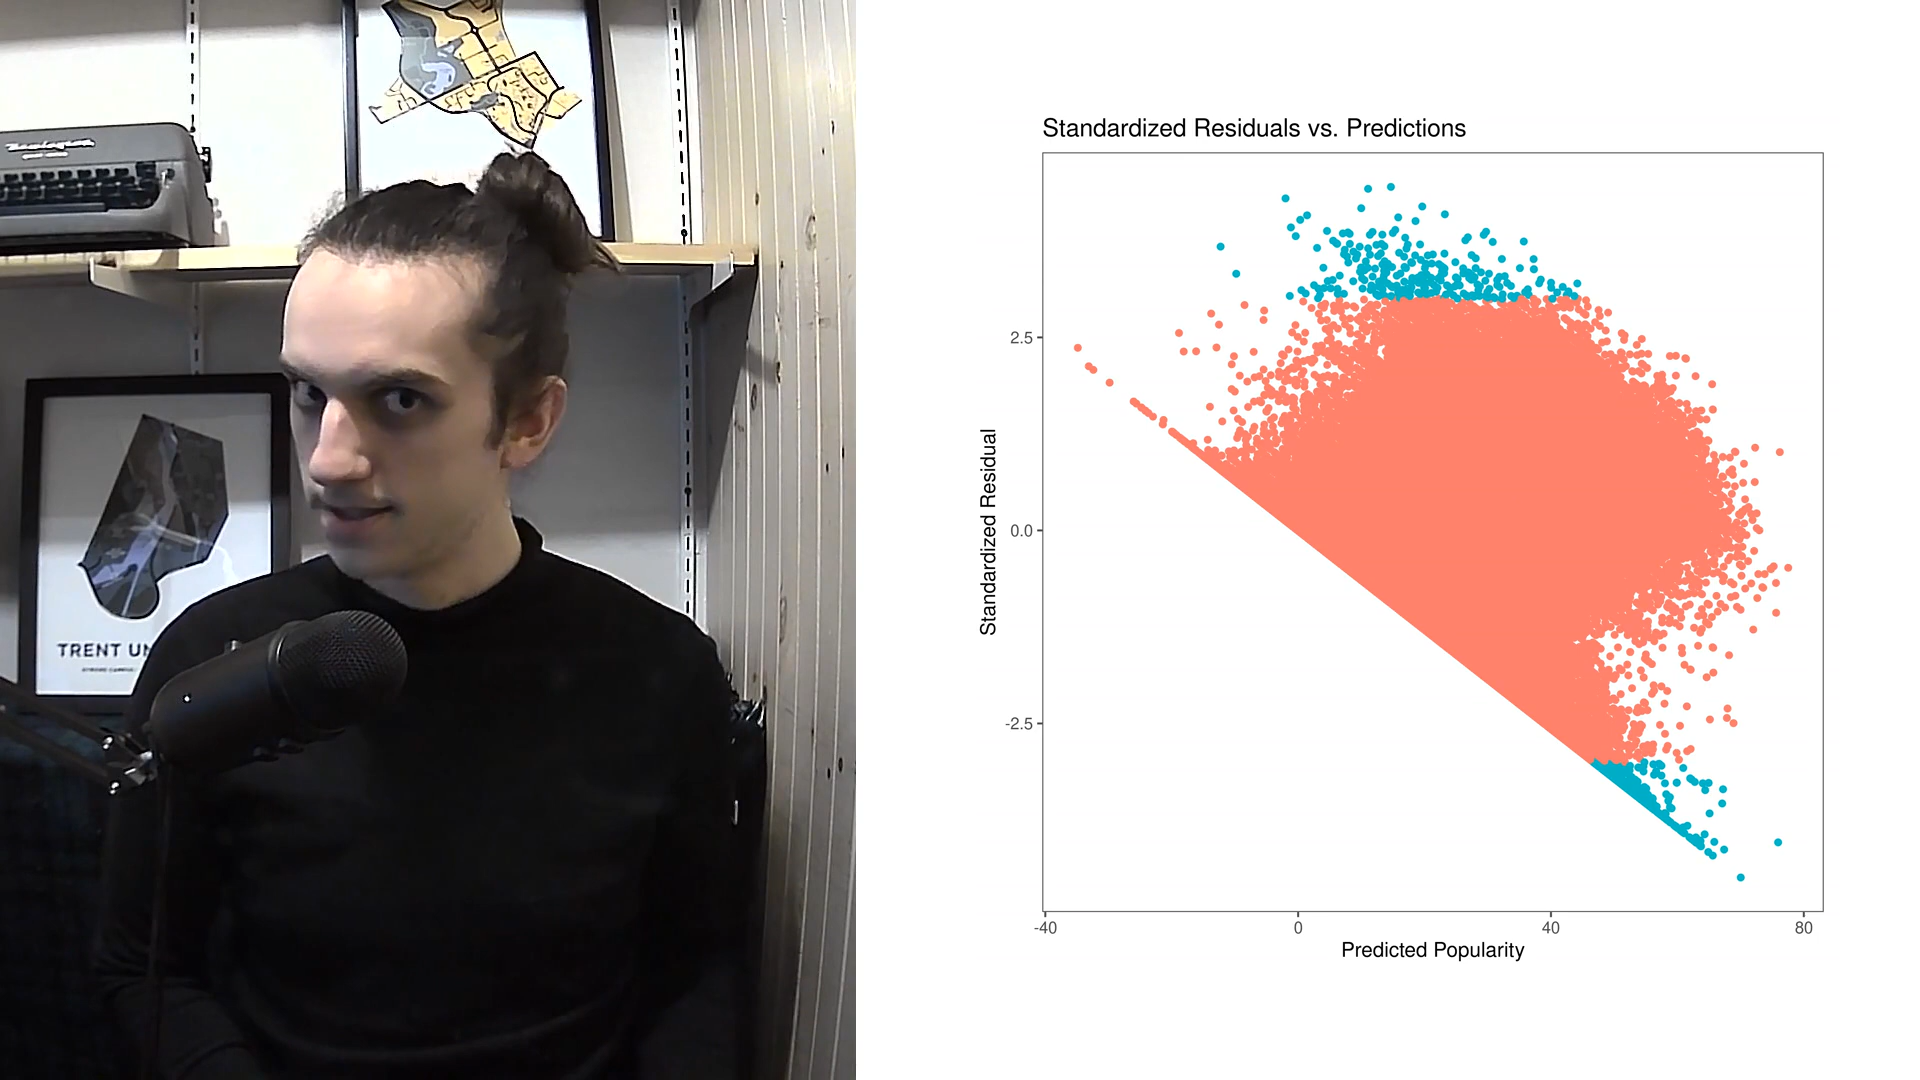 TRENT UN
Standardized Residuals vs. Predictions
Standardized Residual
2.5
0.0
-2.5
-40
0
40
80
Predicted Popularity